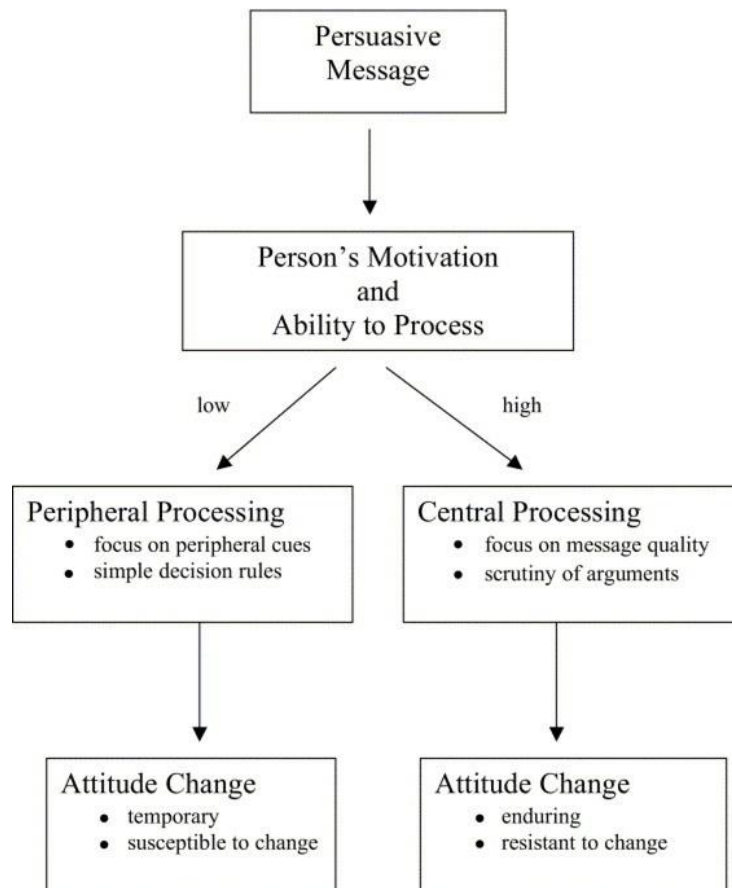 Persuasive
Message
Person's Motivation
and
Ability to Process
low
high
Peripheral Processing
• focus on peripheral cues
• simple decision rules
Central Processing
• focus on message quality
• scrutiny of arguments
Attitude Change
• temporary
• susceptible to change
Attitude Change
• enduring
• resistant to change